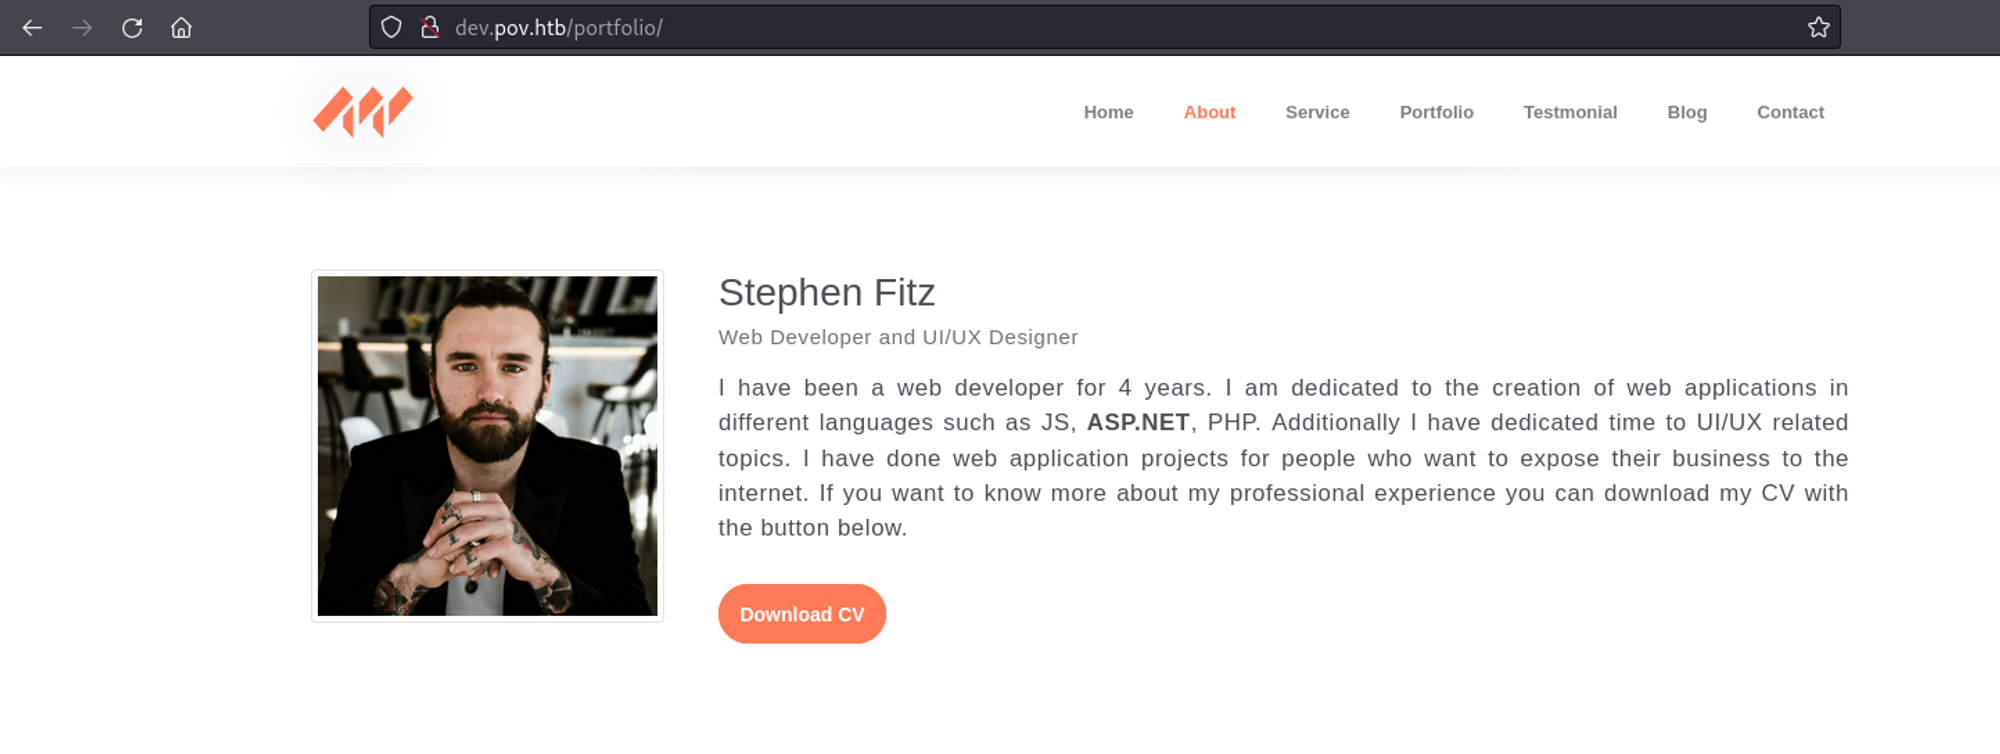 dev.pov.htb/portfolio/
Home About Service Portfolio Testmonial Blog Contact
Stephen Fitz
Web Developer and UI/UX Designer
I have been a web developer for 4 years. I am dedicated to the creation of web applications in
different languages such as JS, ASP.NET, PHP. Additionally I have dedicated time to UI/UX related
topics. I have done web application projects for people who want to expose their business to the
internet. If you want to know more about my professional experience you can download my CV with
the button below.
Download CV